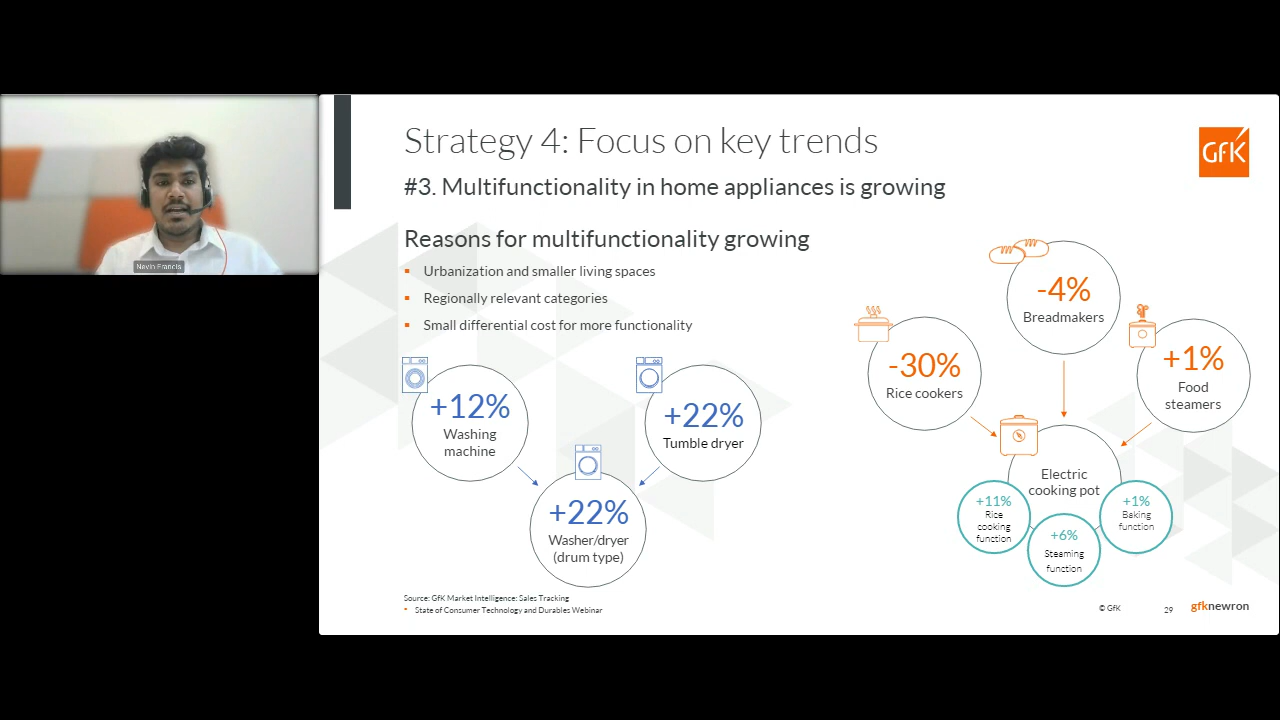 Nevin Francis
Strategy 4: Focus on key trends
GfK
#3. Multifunctionality in home appliances is growing
Reasons for multifunctionality growing
Urbanization and smaller living spaces
Regionally relevant categories
Small differential cost for more functionality
+12%
Washing
machine
+22%
Tumble dryer
+22%
Washer/dryer
(drum type)
-30%
Rice cookers
-4%
Breadmakers
+1%
Food
steamers
Electric
cooking pot
+11%
Rice
cooking
function
+6%
Steaming
function
+1%
Baking
function
Source: GfK Market Intelligence: Sales Tracking
State of Consumer Technology and Durables Webinar
© GfK
29
gfknewron